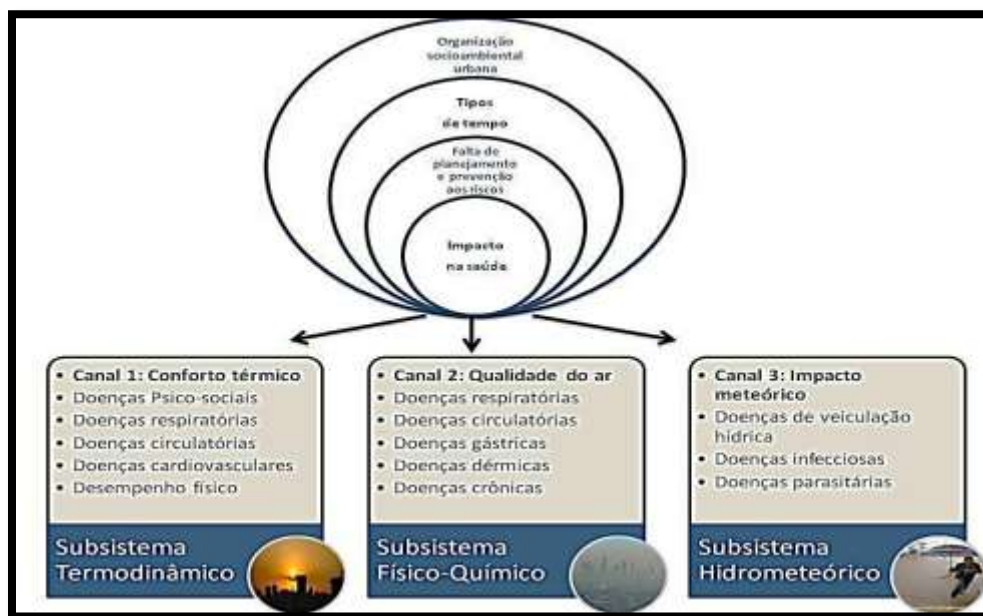 Organização
socioambiental
urbana
Tipos
de tempo
Falta de
planejamento
e prevenção
aos riscos
Impacto
na saúde
• Canal 1: Conforto térmico
• Doenças Psico-sociais
• Doenças respiratórias
• Doenças circulatórias
• Doenças cardiovasculares
• Desempenho físico
Subsistema
Termodinâmico
• Canal 2: Qualidade do ar
• Doenças respiratórias
• Doenças circulatórias
• Doenças gástricas
• Doenças dérmicas
• Doenças crônicas
Subsistema
Físico-Químico
• Canal 3: Impacto
meteórico
• Doenças de veiculação
hídrica
• Doenças infecciosas
• Doenças parasitárias
Subsistema
Hidrometeórico